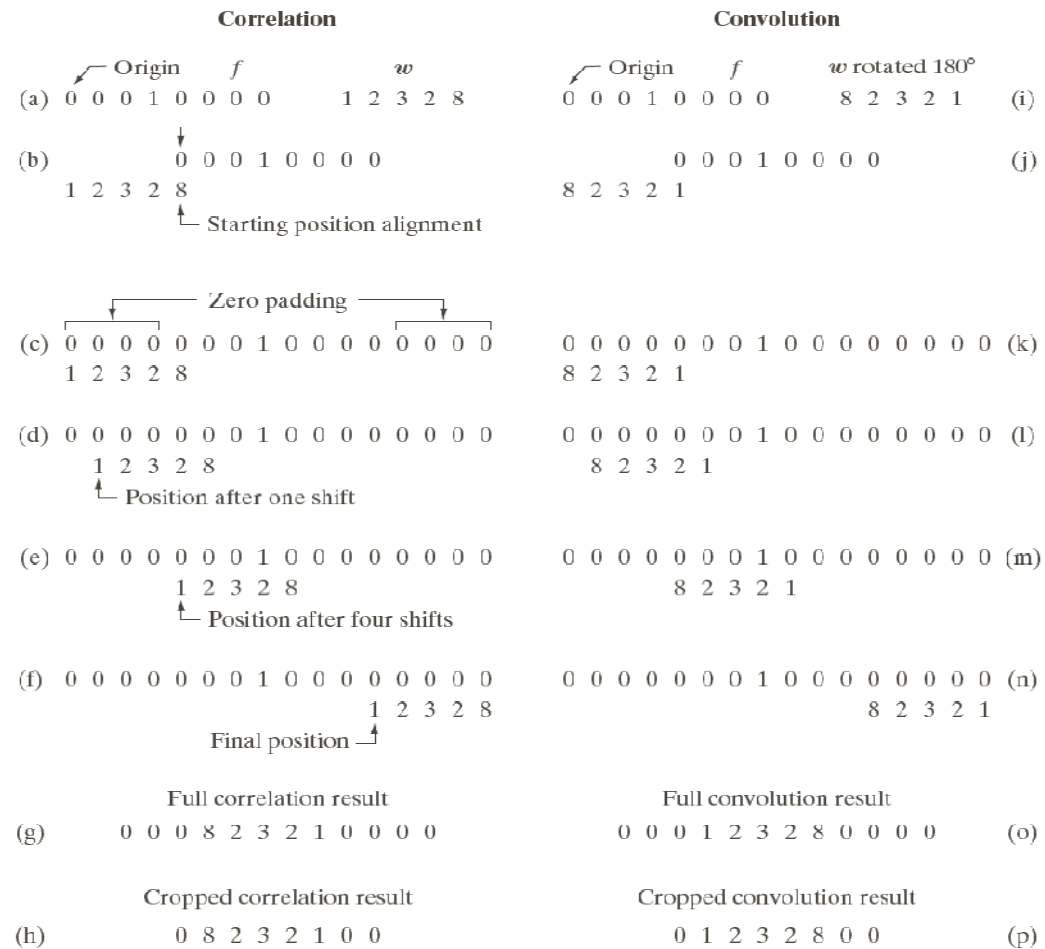 Correlation Convolution
Origin f w Origin f w rotated 180°
(a) 0 0 0 1 0 0 0 0 1 2 3 2 8 0 0 0 1 0 0 0 0 8 2 3 2 1 (i)
(b) 0 0 0 1 0 0 0 0 0 0 0 1 0 0 0 0 (j)
1 2 3 2 8 8 2 3 2 1
Starting position alignment
Zero padding
(c) 0 0 0 0 0 0 0 1 0 0 0 0 0 0 0 0 0 0 0 0 0 0 0 1 0 0 0 0 0 0 0 0 (k)
1 2 3 2 8 8 2 3 2 1
(d) 0 0 0 0 0 0 0 1 0 0 0 0 0 0 0 0 0 0 0 0 0 0 0 1 0 0 0 0 0 0 0 0 (l)
1 2 3 2 8 8 2 3 2 1
Position after one shift
(e) 0 0 0 0 0 0 0 1 0 0 0 0 0 0 0 0 0 0 0 0 0 0 0 1 0 0 0 0 0 0 0 0 (m)
1 2 3 2 8 8 2 3 2 1
Position after four shifts
(f) 0 0 0 0 0 0 0 1 0 0 0 0 0 0 0 0 0 0 0 0 0 0 0 1 0 0 0 0 0 0 0 0 (n)
1 2 3 2 8 8 2 3 2 1
Final position
Full correlation result Full convolution result
(g) 0 0 0 8 2 3 2 1 0 0 0 0 0 0 0 1 2 3 2 8 0 0 0 0 (o)
Cropped correlation result Cropped convolution result
(h) 0 8 2 3 2 1 0 0 0 1 2 3 2 8 0 0 (p)